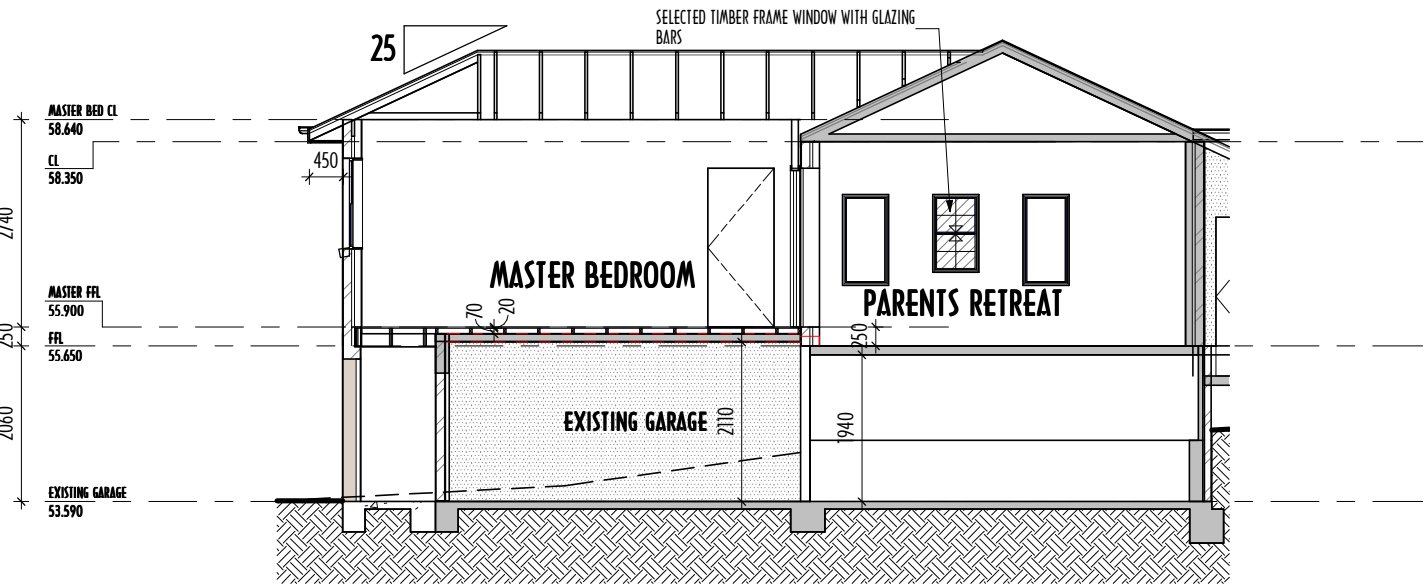 SELECTED TIMBER FRAME WINDOW WITH GLAZING
BARS
25
MASTER BED CL
58.640
CL
58.350
450
2740
MASTER BEDROOM
PARENTS RETREAT
MASTER FFL
55.900
70
20
250
FFL
55.650
250
2060
EXISTING GARAGE
2110
1940
EXISTING GARAGE
53.590